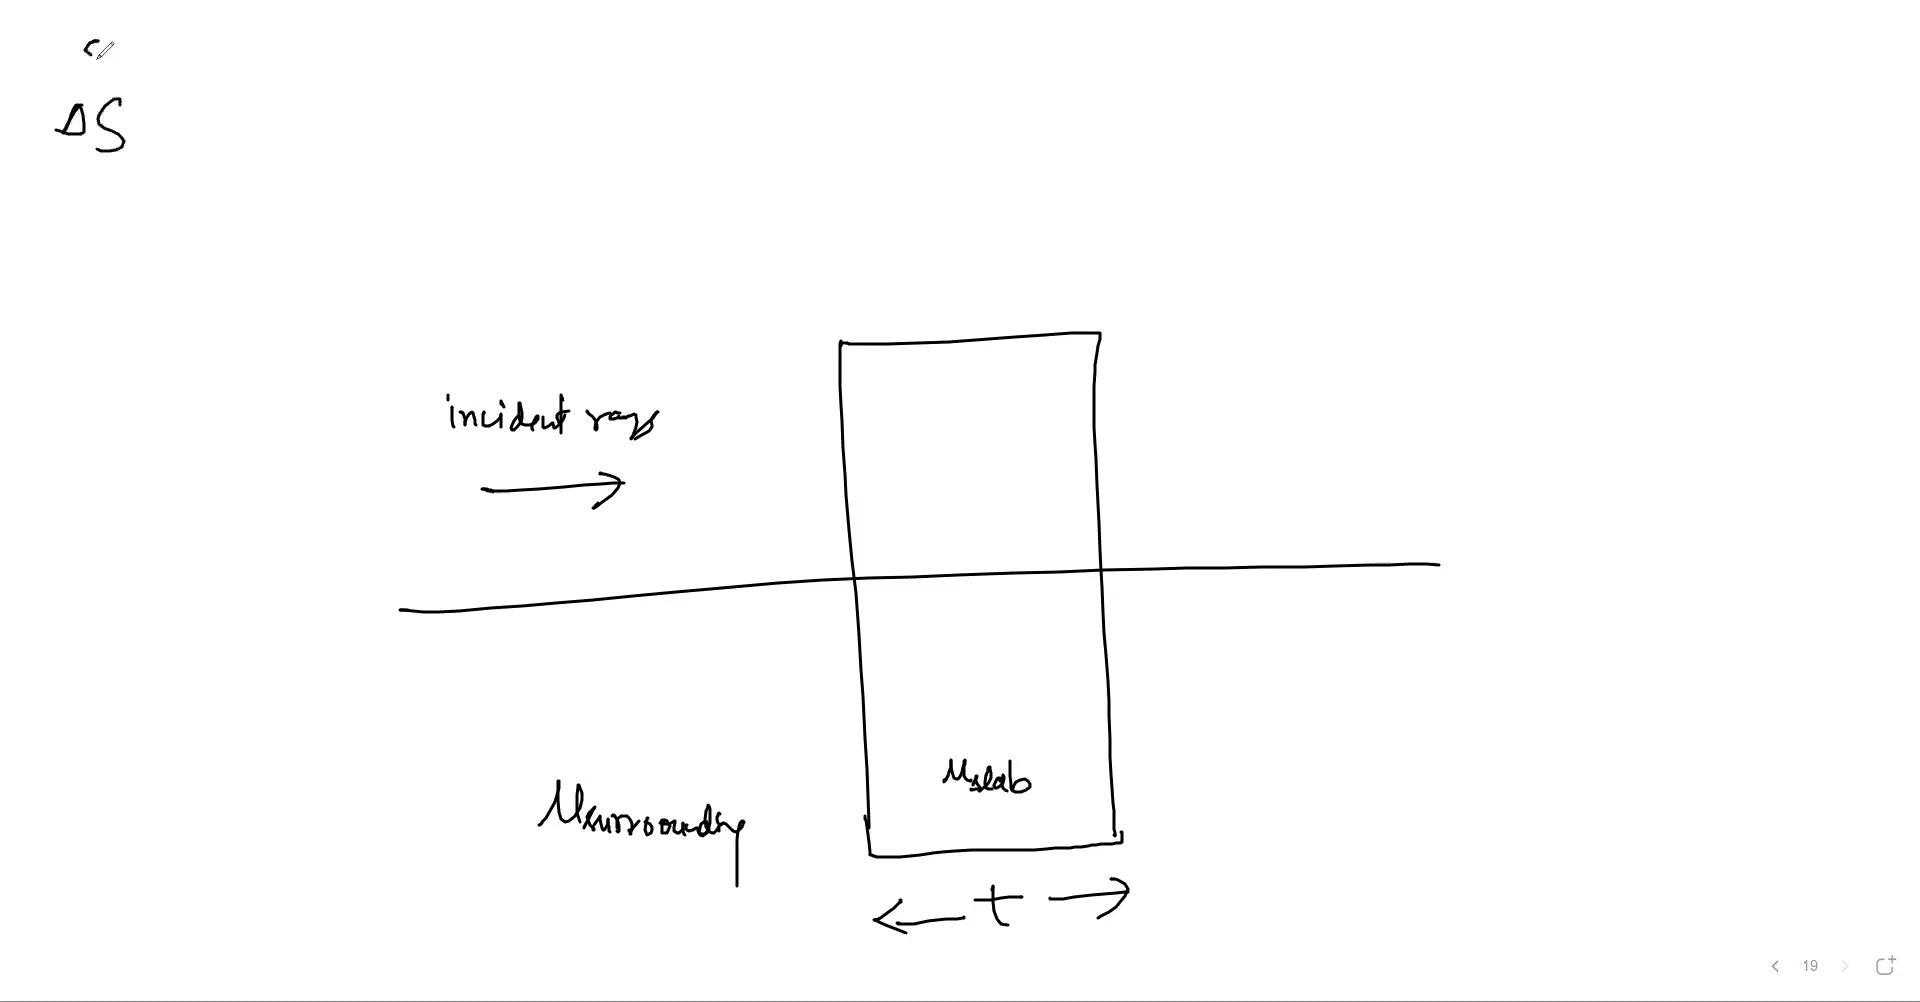 ΔS
incident rays
μslab
μsurrounding
t
19